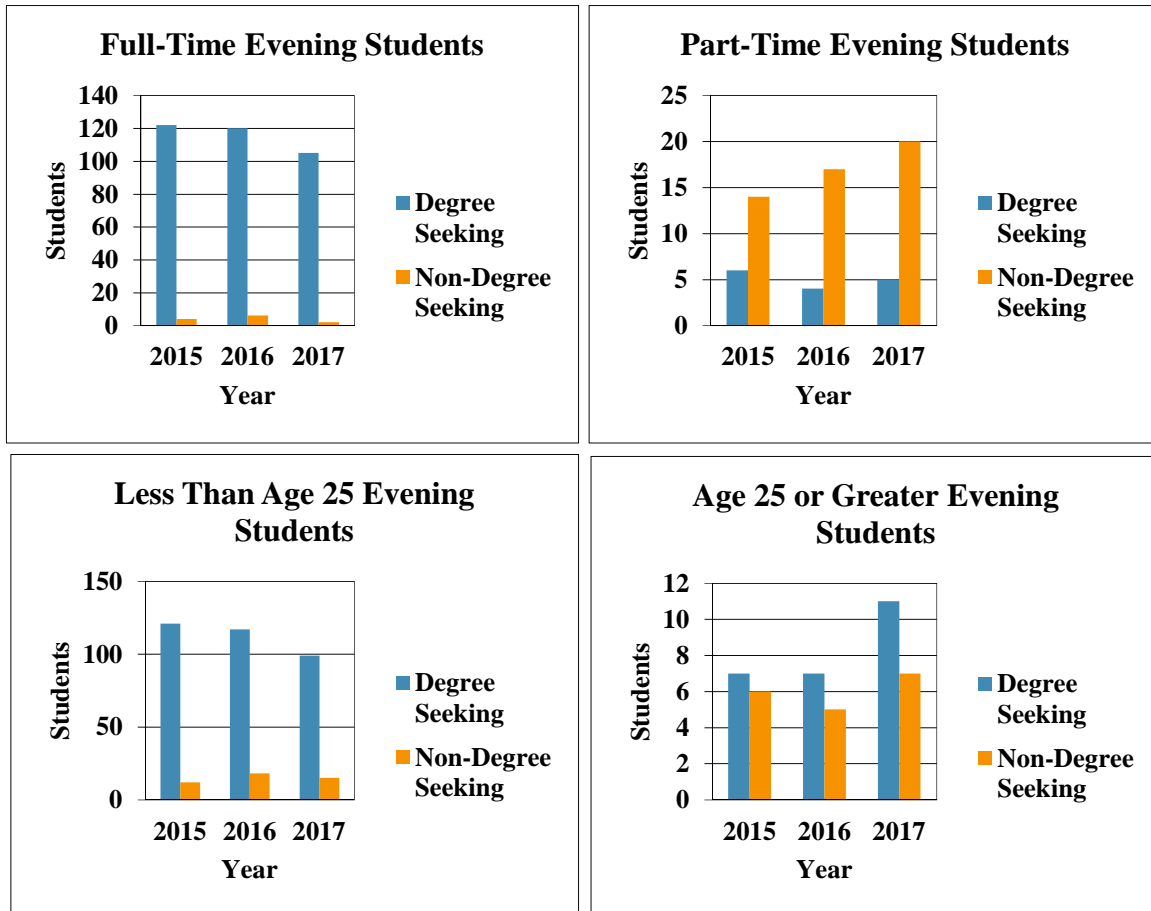 Full-Time Evening Students
140
120
100
80
60
40
20
0
Students
2015 2016 2017
Year
Degree
Seeking
Non-Degree
Seeking
Part-Time Evening Students
25
20
15
10
5
0
Students
2015 2016 2017
Year
Degree
Seeking
Non-Degree
Seeking
Less Than Age 25 Evening
Students
150
100
50
0
Students
2015 2016 2017
Year
Degree
Seeking
Non-Degree
Seeking
Age 25 or Greater Evening
Students
12
10
8
6
4
2
0
Students
2015 2016 2017
Year
Degree
Seeking
Non-Degree
Seeking